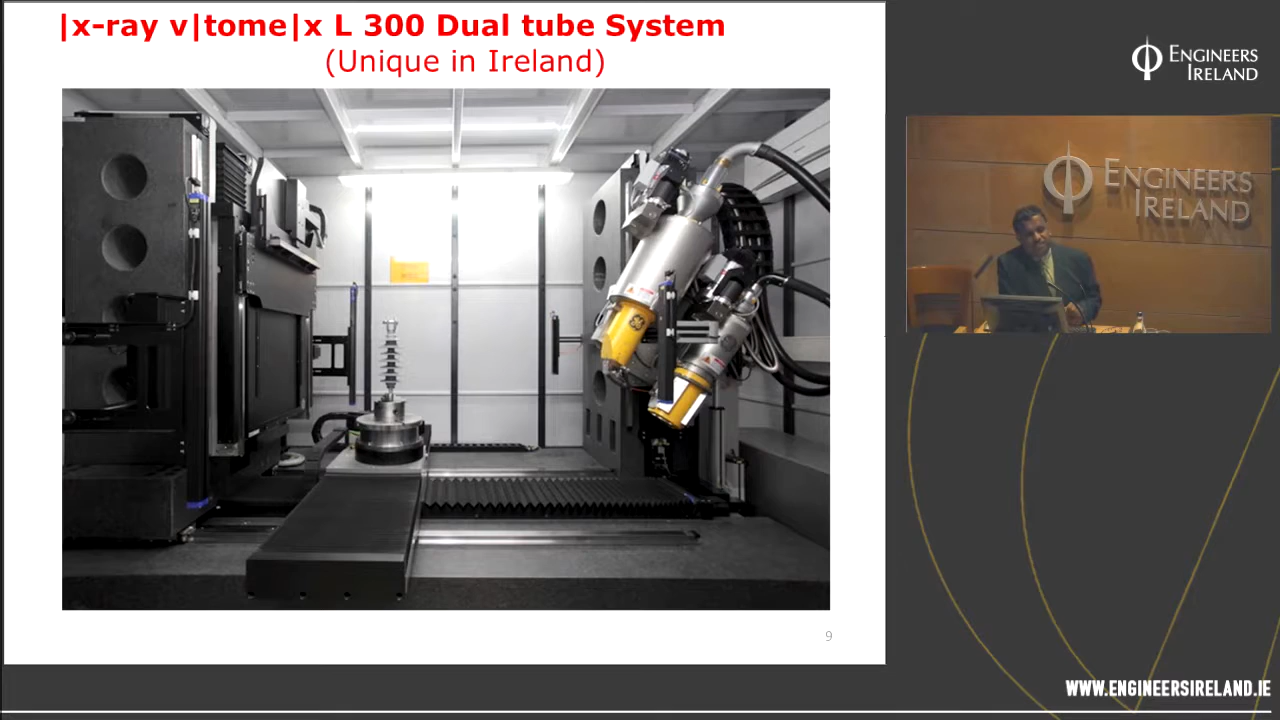 |x-ray v|tome|x L 300 Dual tube System
(Unique in Ireland)
ENGINEERS
IRELAND
ENGINEERS
IRELAND
9
WWW.ENGINEERSIRELAND.IE